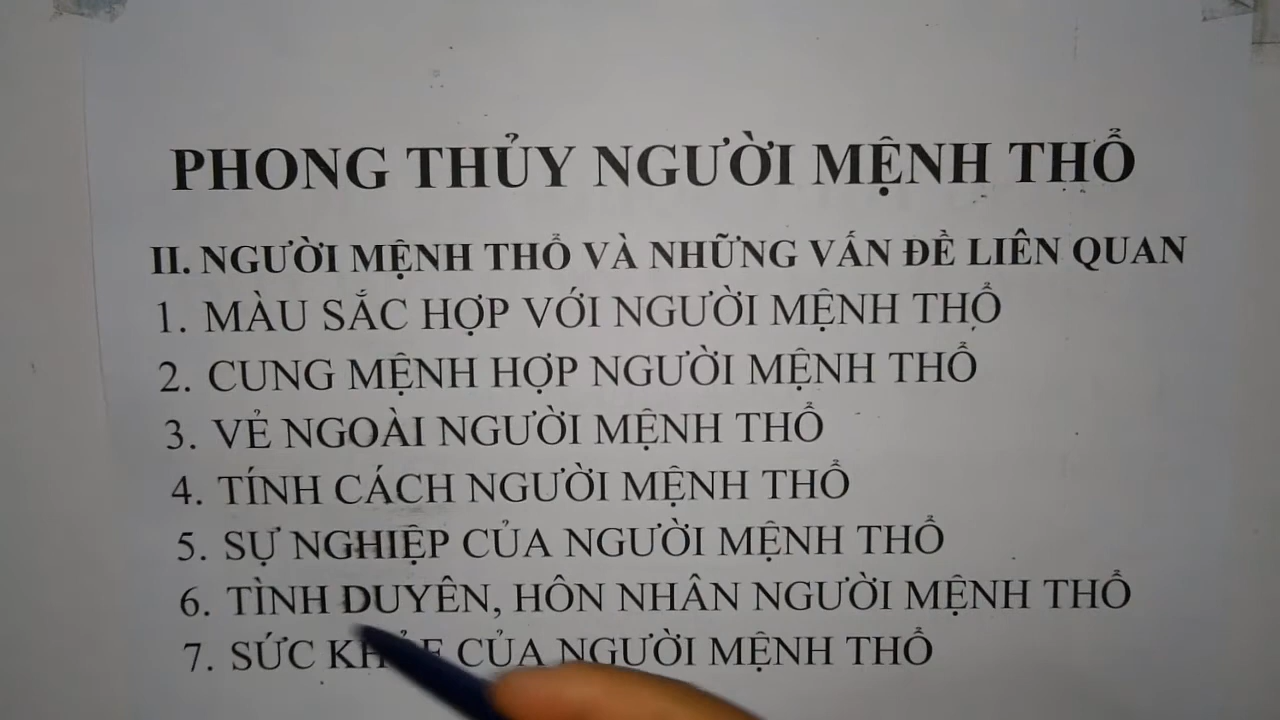 PHONG THỦY NGƯỜI MỆNH THỔ
II. NGƯỜI MỆNH THỔ VÀ NHỮNG VẤN ĐỀ LIÊN QUAN
1. MÀU SẮC HỢP VỚI NGƯỜI MỆNH THỔ
2. CUNG MỆNH HỢP NGƯỜI MỆNH THỔ
3. VẺ NGOÀI NGƯỜI MỆNH THỔ
4. TÍNH CÁCH NGƯỜI MỆNH THỔ
5. SỰ NGHIỆP CỦA NGƯỜI MỆNH THỔ
6. TÌNH DUYÊN, HÔN NHÂN NGƯỜI MỆNH THỔ
7. SỨC KHỎE CỦA NGƯỜI MỆNH THỔ